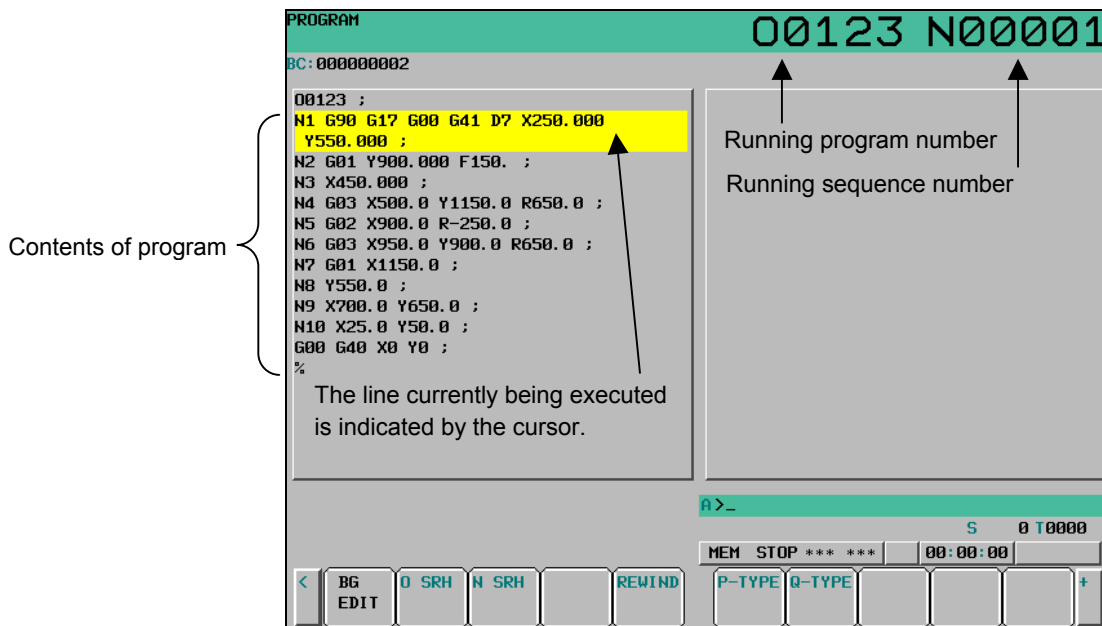 PROGRAM
O0123 N00001
BC:000000002
O0123 ;
N1 G90 G17 G00 G41 D7 X250.000
Y550.000 ;
N2 G01 Y900.000 F150. ;
N3 X450.000 ;
N4 G03 X500.0 Y1150.0 R650.0 ;
N5 G02 X900.0 R-250.0 ;
N6 G03 X950.0 Y900.0 R650.0 ;
N7 G01 X1150.0 ;
N8 Y550.0 ;
N9 X700.0 Y650.0 ;
N10 X25.0 Y50.0 ;
G00 G40 X0 Y0 ;
%
Contents of program
The line currently being executed
is indicated by the cursor.
Running program number
Running sequence number
A>_
S 0 T0000
MEM STOP *** *** 00:00:00
< BG EDIT O SRH N SRH REWIND P-TYPE Q-TYPE +